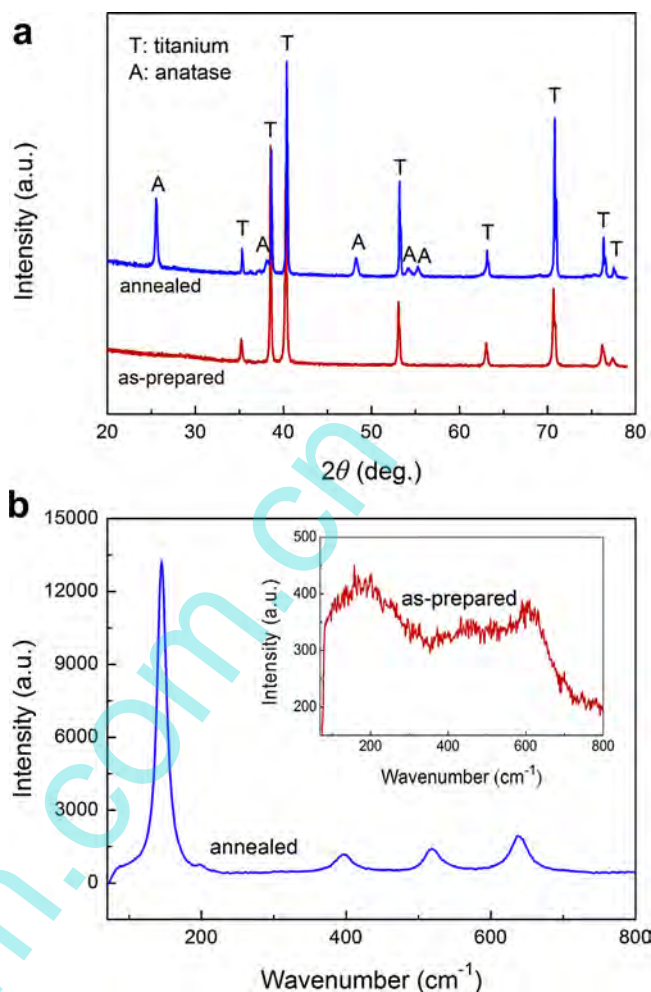 a
T: titanium
A: anatase
T
T
A
T
A
T
A
A
A
T
T
T
T
annealed
as-prepared
Intensity (a.u.)
20 30 40 50 60 70 80
2θ (deg.)
b
15000
12000
9000
6000
3000
0
Intensity (a.u.)
annealed
200 400 600 800
Wavenumber (cm⁻¹)
500
400
300
200
Intensity (a.u.)
as-prepared
200 400 600 800
Wavenumber (cm⁻¹)
m.com.cn